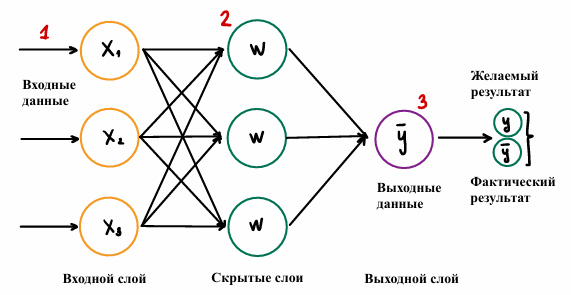 1
2
3
Входные
данные
X₁
X₂
X₃
w
w
w
ȳ
Выходные
данные
Желаемый
результат
y
ȳ
Фактический
результат
Входной слой
Скрытые слои
Выходной слой